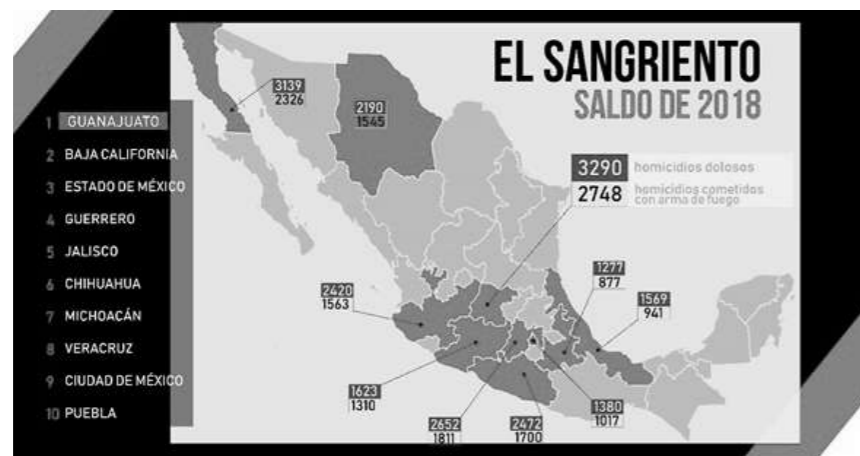 EL SANGRIENTO
SALDO DE 2018
1 GUANAJUATO
2 BAJA CALIFORNIA
3 ESTADO DE MÉXICO
4 GUERRERO
5 JALISCO
6 CHIHUAHUA
7 MICHOACÁN
8 VERACRUZ
9 CIUDAD DE MÉXICO
10 PUEBLA
3139
2326
2190
1545
3290 homicidios dolosos
2748 homicidios cometidos
con arma de fuego
2420
1563
1277
877
1569
941
1623
1310
2652
1811
2472
1700
1380
1017